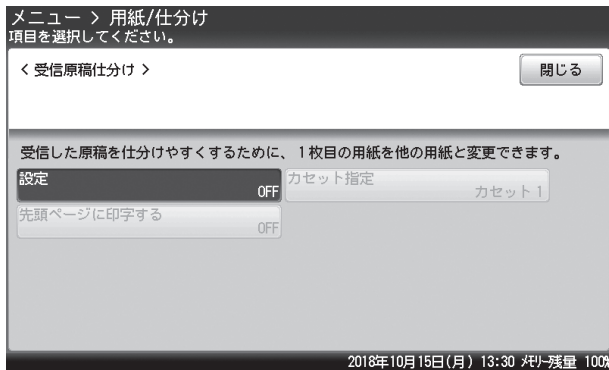 メニュー > 用紙/仕分け
項目を選択してください。
< 受信原稿仕分け >
閉じる
受信した原稿を仕分けやすくするために、1枚目の用紙を他の用紙と変更できます。
設定
OFF
カセット指定
カセット1
先頭ページに印字する
OFF
2018年10月15日(月) 13:30 ﾒﾓﾘｰ残量 100%